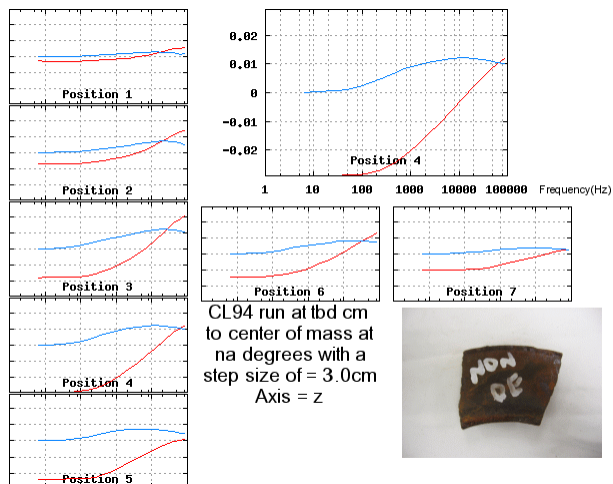 Position 1
Position 2
Position 3
Position 4
Position 5
0.02
0.01
0
-0.01
-0.02
Position 4
1 10 100 1000 10000 100000 Frequency(Hz)
Position 6
Position 7
CL94 run at tbd cm
to center of mass at
na degrees with a
step size of = 3.0cm
Axis = z
NON
OE